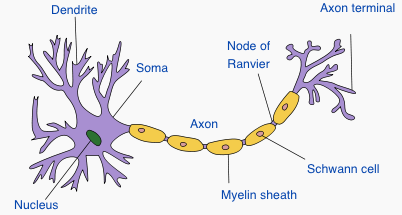 Dendrite
Axon terminal
Soma
Node of
Ranvier
Axon
Schwann cell
Myelin sheath
Nucleus